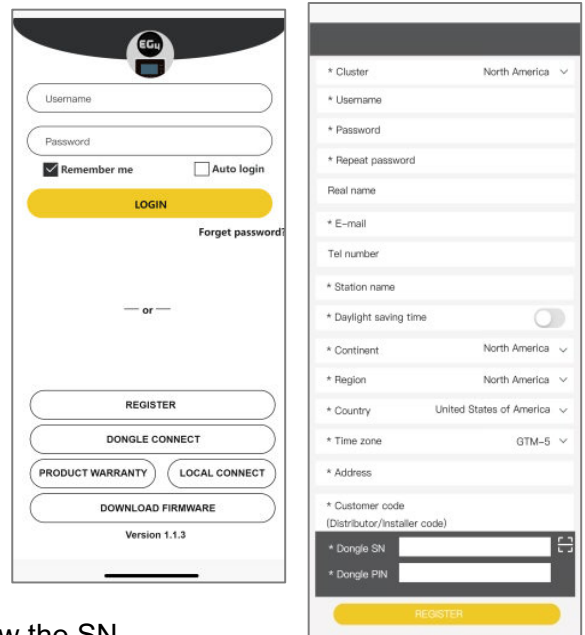 EG4
Username
Password
Remember me Auto login
LOGIN
Forget password?
or
REGISTER
DONGLE CONNECT
PRODUCT WARRANTY LOCAL CONNECT
DOWNLOAD FIRMWARE
Version 1.1.3
* Cluster North America
* Username
* Password
* Repeat password
Real name
* E-mail
Tel number
* Station name
* Daylight saving time
* Continent North America
* Region North America
* Country United States of America
* Time zone GTM-5
* Address
* Customer code
(Distributor/Installer code)
* Dongle SN
* Dongle PIN
REGISTER
the SN